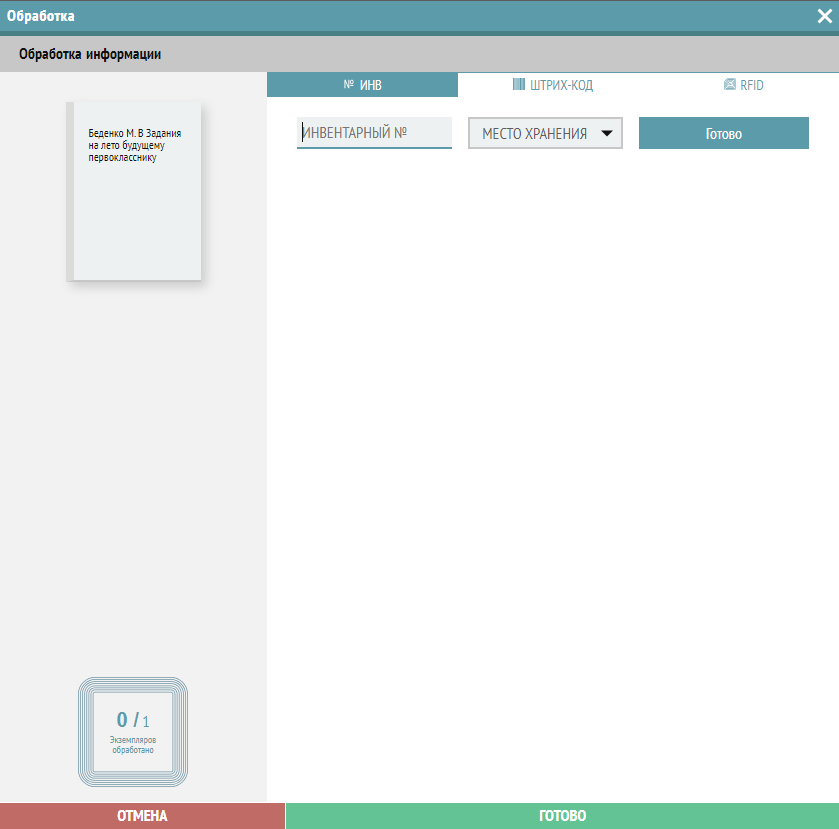 Обработка
Обработка информации
№ ИНВ
ШТРИХ-КОД
RFID
Беденко М. В Задания
на лето будущему
первокласснику
ИНВЕНТАРНЫЙ №
МЕСТО ХРАНЕНИЯ
Готово
0 / 1
Экземпляров
обработано
ОТМЕНА
ГОТОВО